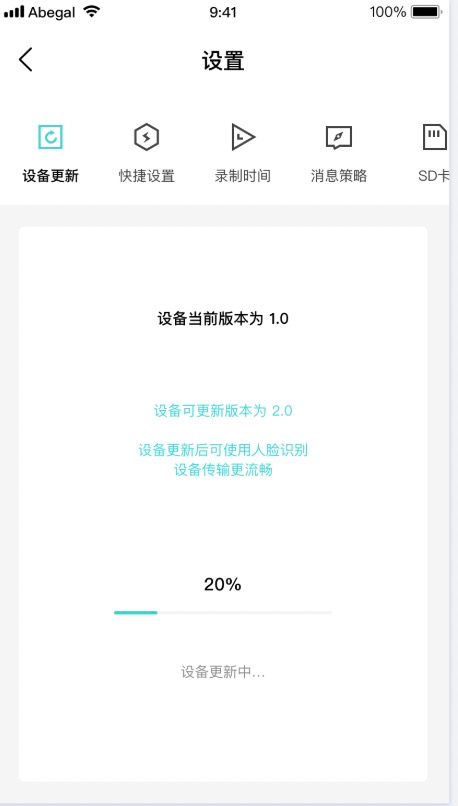 Abegal 9:41 100%
设置
设备更新 快捷设置 录制时间 消息策略 SD卡
设备当前版本为 1.0
设备可更新版本为 2.0
设备更新后可使用人脸识别
设备传输更流畅
20%
设备更新中...